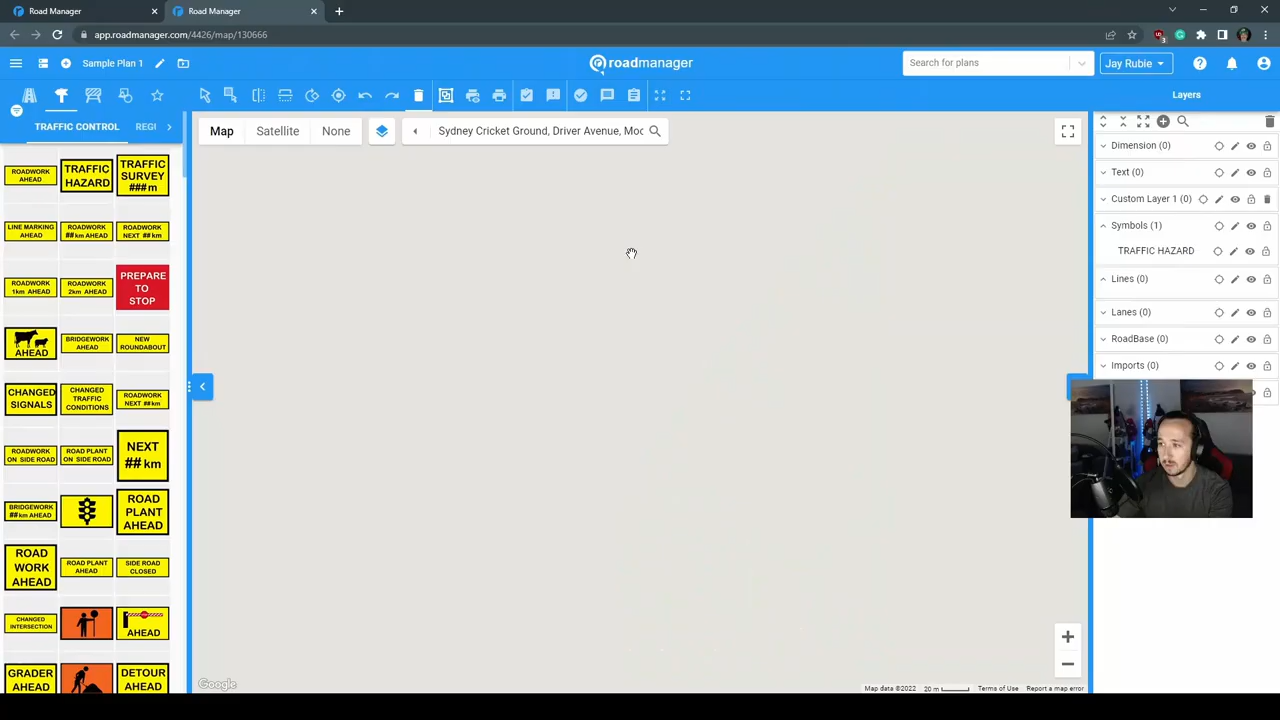 Road Manager
Road Manager
app.roadmanager.com/4426/map/130666
Sample Plan 1
roadmanager
Search for plans
Jay Rubie
TRAFFIC CONTROL
REGI
Map
Satellite
None
Sydney Cricket Ground, Driver Avenue, Moo
Layers
Dimension (0)
Text (0)
Custom Layer 1 (0)
Symbols (1)
TRAFFIC HAZARD
Lines (0)
Lanes (0)
RoadBase (0)
Imports (0)
ROADWORK
AHEAD
TRAFFIC
HAZARD
TRAFFIC
SURVEY
###m
LINE MARKING
AHEAD
ROADWORK
##km AHEAD
ROADWORK
NEXT ##km
ROADWORK
1km AHEAD
ROADWORK
2km AHEAD
PREPARE
TO
STOP
AHEAD
BRIDGEWORK
AHEAD
NEW
ROUNDABOUT
CHANGED
SIGNALS
CHANGED
TRAFFIC
CONDITIONS
ROADWORK
NEXT ##km
ROADWORK
ON SIDE ROAD
ROAD PLANT
ON SIDE ROAD
NEXT
##km
BRIDGEWORK
##km AHEAD
ROAD
PLANT
AHEAD
ROAD
WORK
AHEAD
ROAD PLANT
AHEAD
SIDE ROAD
CLOSED
CHANGED
INTERSECTION
AHEAD
GRADER
AHEAD
DETOUR
AHEAD
Google
Map data ©2022
20 m
Terms of Use
Report a map error